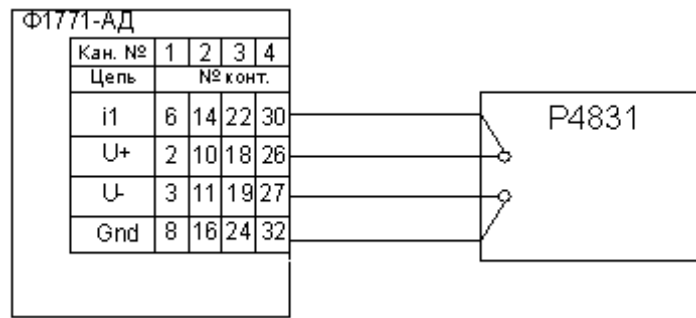 Ф1771-АД
Кан. № 1 2 3 4
Цепь № конт.
i1 6 14 22 30
U+ 2 10 18 26
U- 3 11 19 27
Gnd 8 16 24 32
Р4831